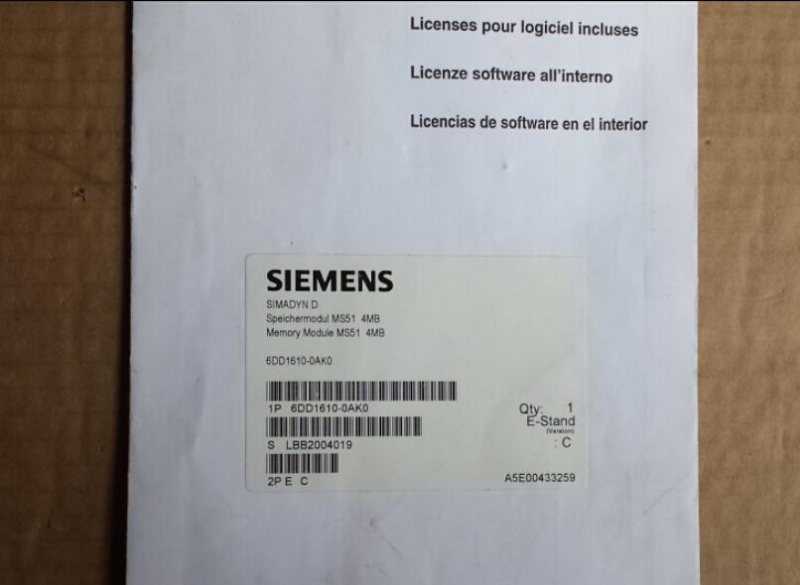 Licenses pour logiciel incluses
Licenze software all'interno
Licencias de software en el interior
SIEMENS
SIMADYN D
Speichermodul MS51 4MB
Memory Module MS51 4MB
6DD1610-0AK0
1P 6DD1610-0AK0
Qty: 1
E-Stand
(Version)
: C
S LBB2004019
2P E C
A5E00433259